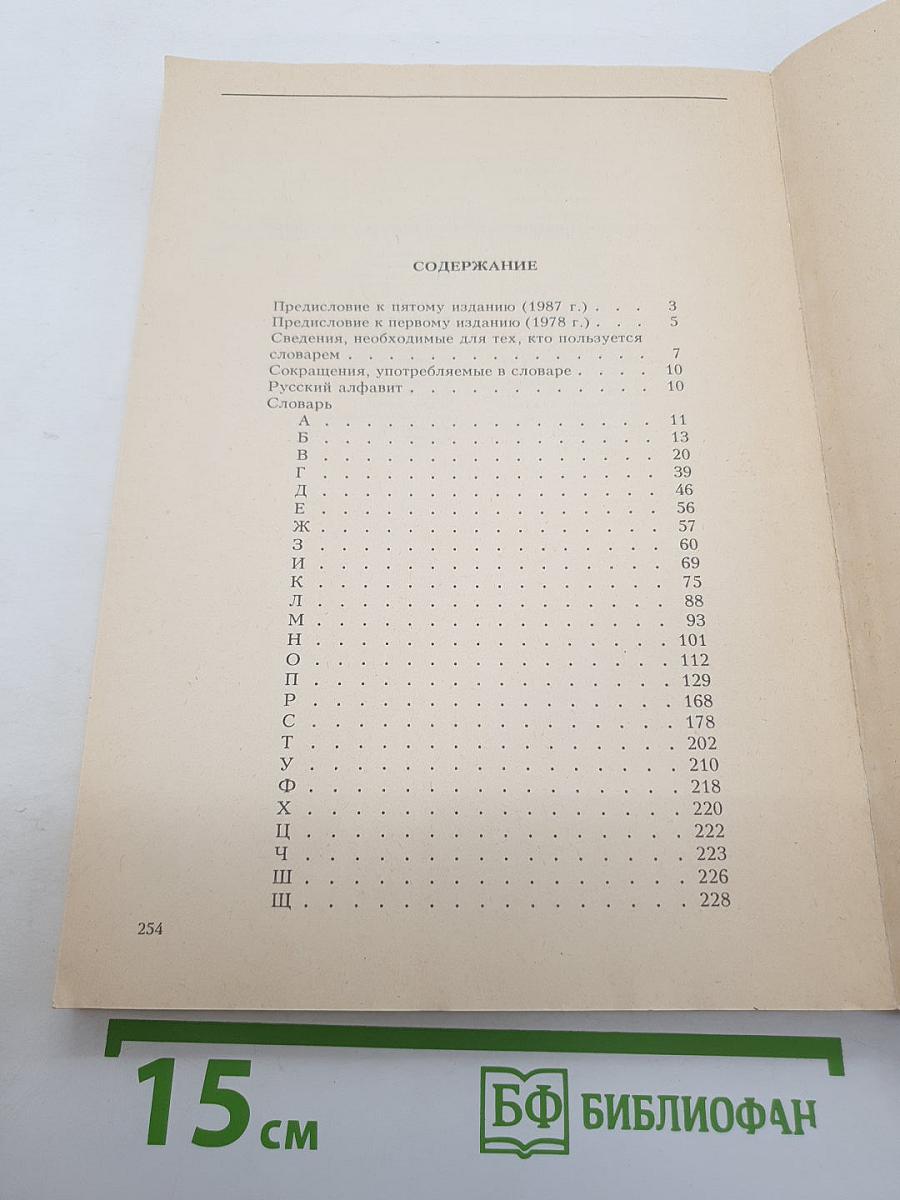 СОДЕРЖАНИЕ
Предисловие к пятому изданию (1987 г.) . . . 3
Предисловие к первому изданию (1978 г.) . . . 5
Сведения, необходимые для тех, кто пользуется
словарем . . . . . . . . . . . . . . . 7
Сокращения, употребляемые в словаре . . . . 10
Русский алфавит . . . . . . . . . . . . 10
Словарь
А . . . . . . . . . . . . . . . . 11
Б . . . . . . . . . . . . . . . . 13
В . . . . . . . . . . . . . . . . 20
Г . . . . . . . . . . . . . . . . 39
Д . . . . . . . . . . . . . . . . 46
Е . . . . . . . . . . . . . . . . 56
Ж . . . . . . . . . . . . . . . . 57
З . . . . . . . . . . . . . . . . 60
И . . . . . . . . . . . . . . . . 69
К . . . . . . . . . . . . . . . . 75
Л . . . . . . . . . . . . . . . . 88
М . . . . . . . . . . . . . . . . 93
Н . . . . . . . . . . . . . . . . 101
О . . . . . . . . . . . . . . . . 112
П . . . . . . . . . . . . . . . . 129
Р . . . . . . . . . . . . . . . . 168
С . . . . . . . . . . . . . . . . 178
Т . . . . . . . . . . . . . . . . 202
У . . . . . . . . . . . . . . . . 210
Ф . . . . . . . . . . . . . . . . 218
Х . . . . . . . . . . . . . . . . 220
Ц . . . . . . . . . . . . . . . . 222
Ч . . . . . . . . . . . . . . . . 223
Ш . . . . . . . . . . . . . . . . 226
Щ . . . . . . . . . . . . . . . . 228
254
15 см
БФ БИБЛИОФАН